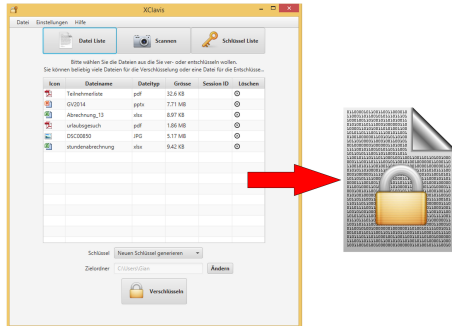 XClavis
Datei Einstellungen Hilfe
Datei Liste Scannen Schlüssel Liste
Bitte wählen Sie die Dateien aus die Sie ver- oder entschlüsseln wollen.
Sie können beliebig viele Dateien für die Verschlüsselung oder eine Datei für die Entschlüsse...
Icon Dateiname Dateityp Grösse Session ID Löschen
Teilnehmerliste pdf 32.6 KB
GV2014 pptx 7.71 MB
Abrechnung_13 xlsx 8.97 KB
urlaubsgesuch pdf 1.86 MB
DSC00850 JPG 5.17 MB
stundenabrechnung xlsx 9.42 KB
Schlüssel Neuen Schlüssel generieren
Zielordner C:\Users\Gian Ändern
Verschlüsseln